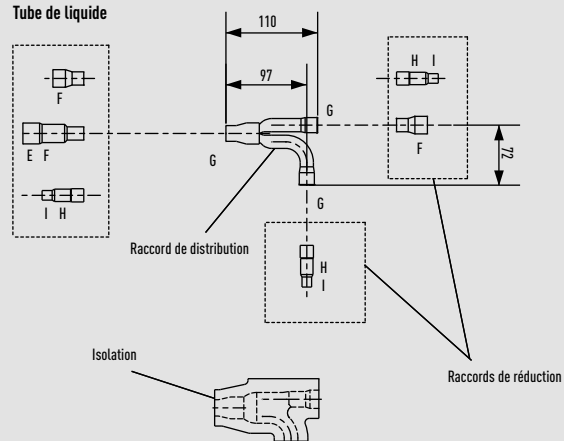 Tube de liquide
110
97
F
H I
G
E F
G
F
72
I H
G
Raccord de distribution
H
I
Isolation
Raccords de réduction